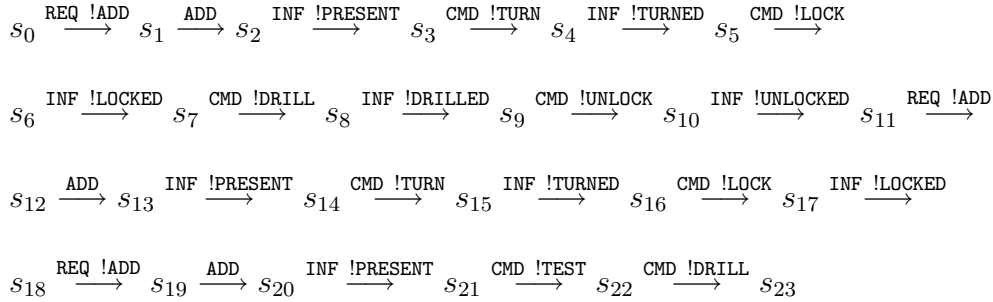 s0 REQ !ADD ⟶ s1 ADD ⟶ s2 INF !PRESENT ⟶ s3 CMD !TURN ⟶ s4 INF !TURNED ⟶ s5 CMD !LOCK ⟶
s6 INF !LOCKED ⟶ s7 CMD !DRILL ⟶ s8 INF !DRILLED ⟶ s9 CMD !UNLOCK ⟶ s10 INF !UNLOCKED ⟶ s11 REQ !ADD ⟶
s12 ADD ⟶ s13 INF !PRESENT ⟶ s14 CMD !TURN ⟶ s15 INF !TURNED ⟶ s16 CMD !LOCK ⟶ s17 INF !LOCKED ⟶
s18 REQ !ADD ⟶ s19 ADD ⟶ s20 INF !PRESENT ⟶ s21 CMD !TEST ⟶ s22 CMD !DRILL ⟶ s23